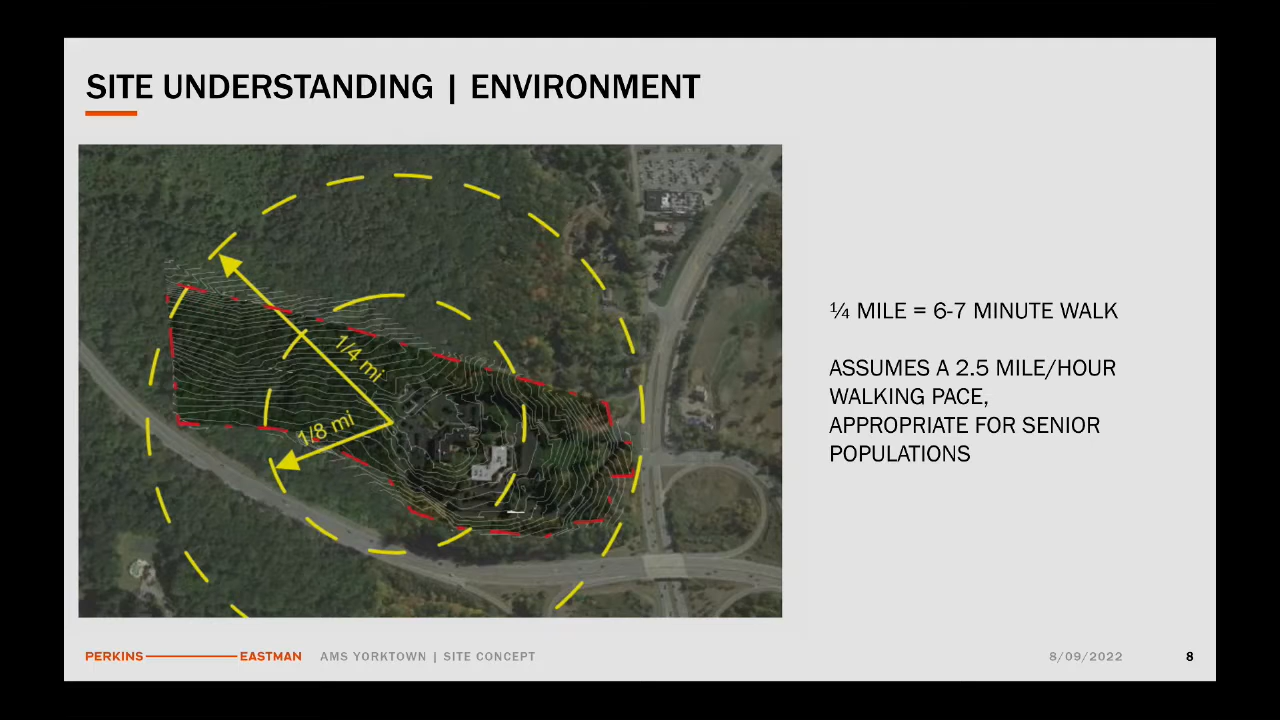 SITE UNDERSTANDING | ENVIRONMENT
1/4 mi
1/8 mi
¼ MILE = 6-7 MINUTE WALK
ASSUMES A 2.5 MILE/HOUR
WALKING PACE,
APPROPRIATE FOR SENIOR
POPULATIONS
PERKINS EASTMAN
AMS YORKTOWN | SITE CONCEPT
8/09/2022
8